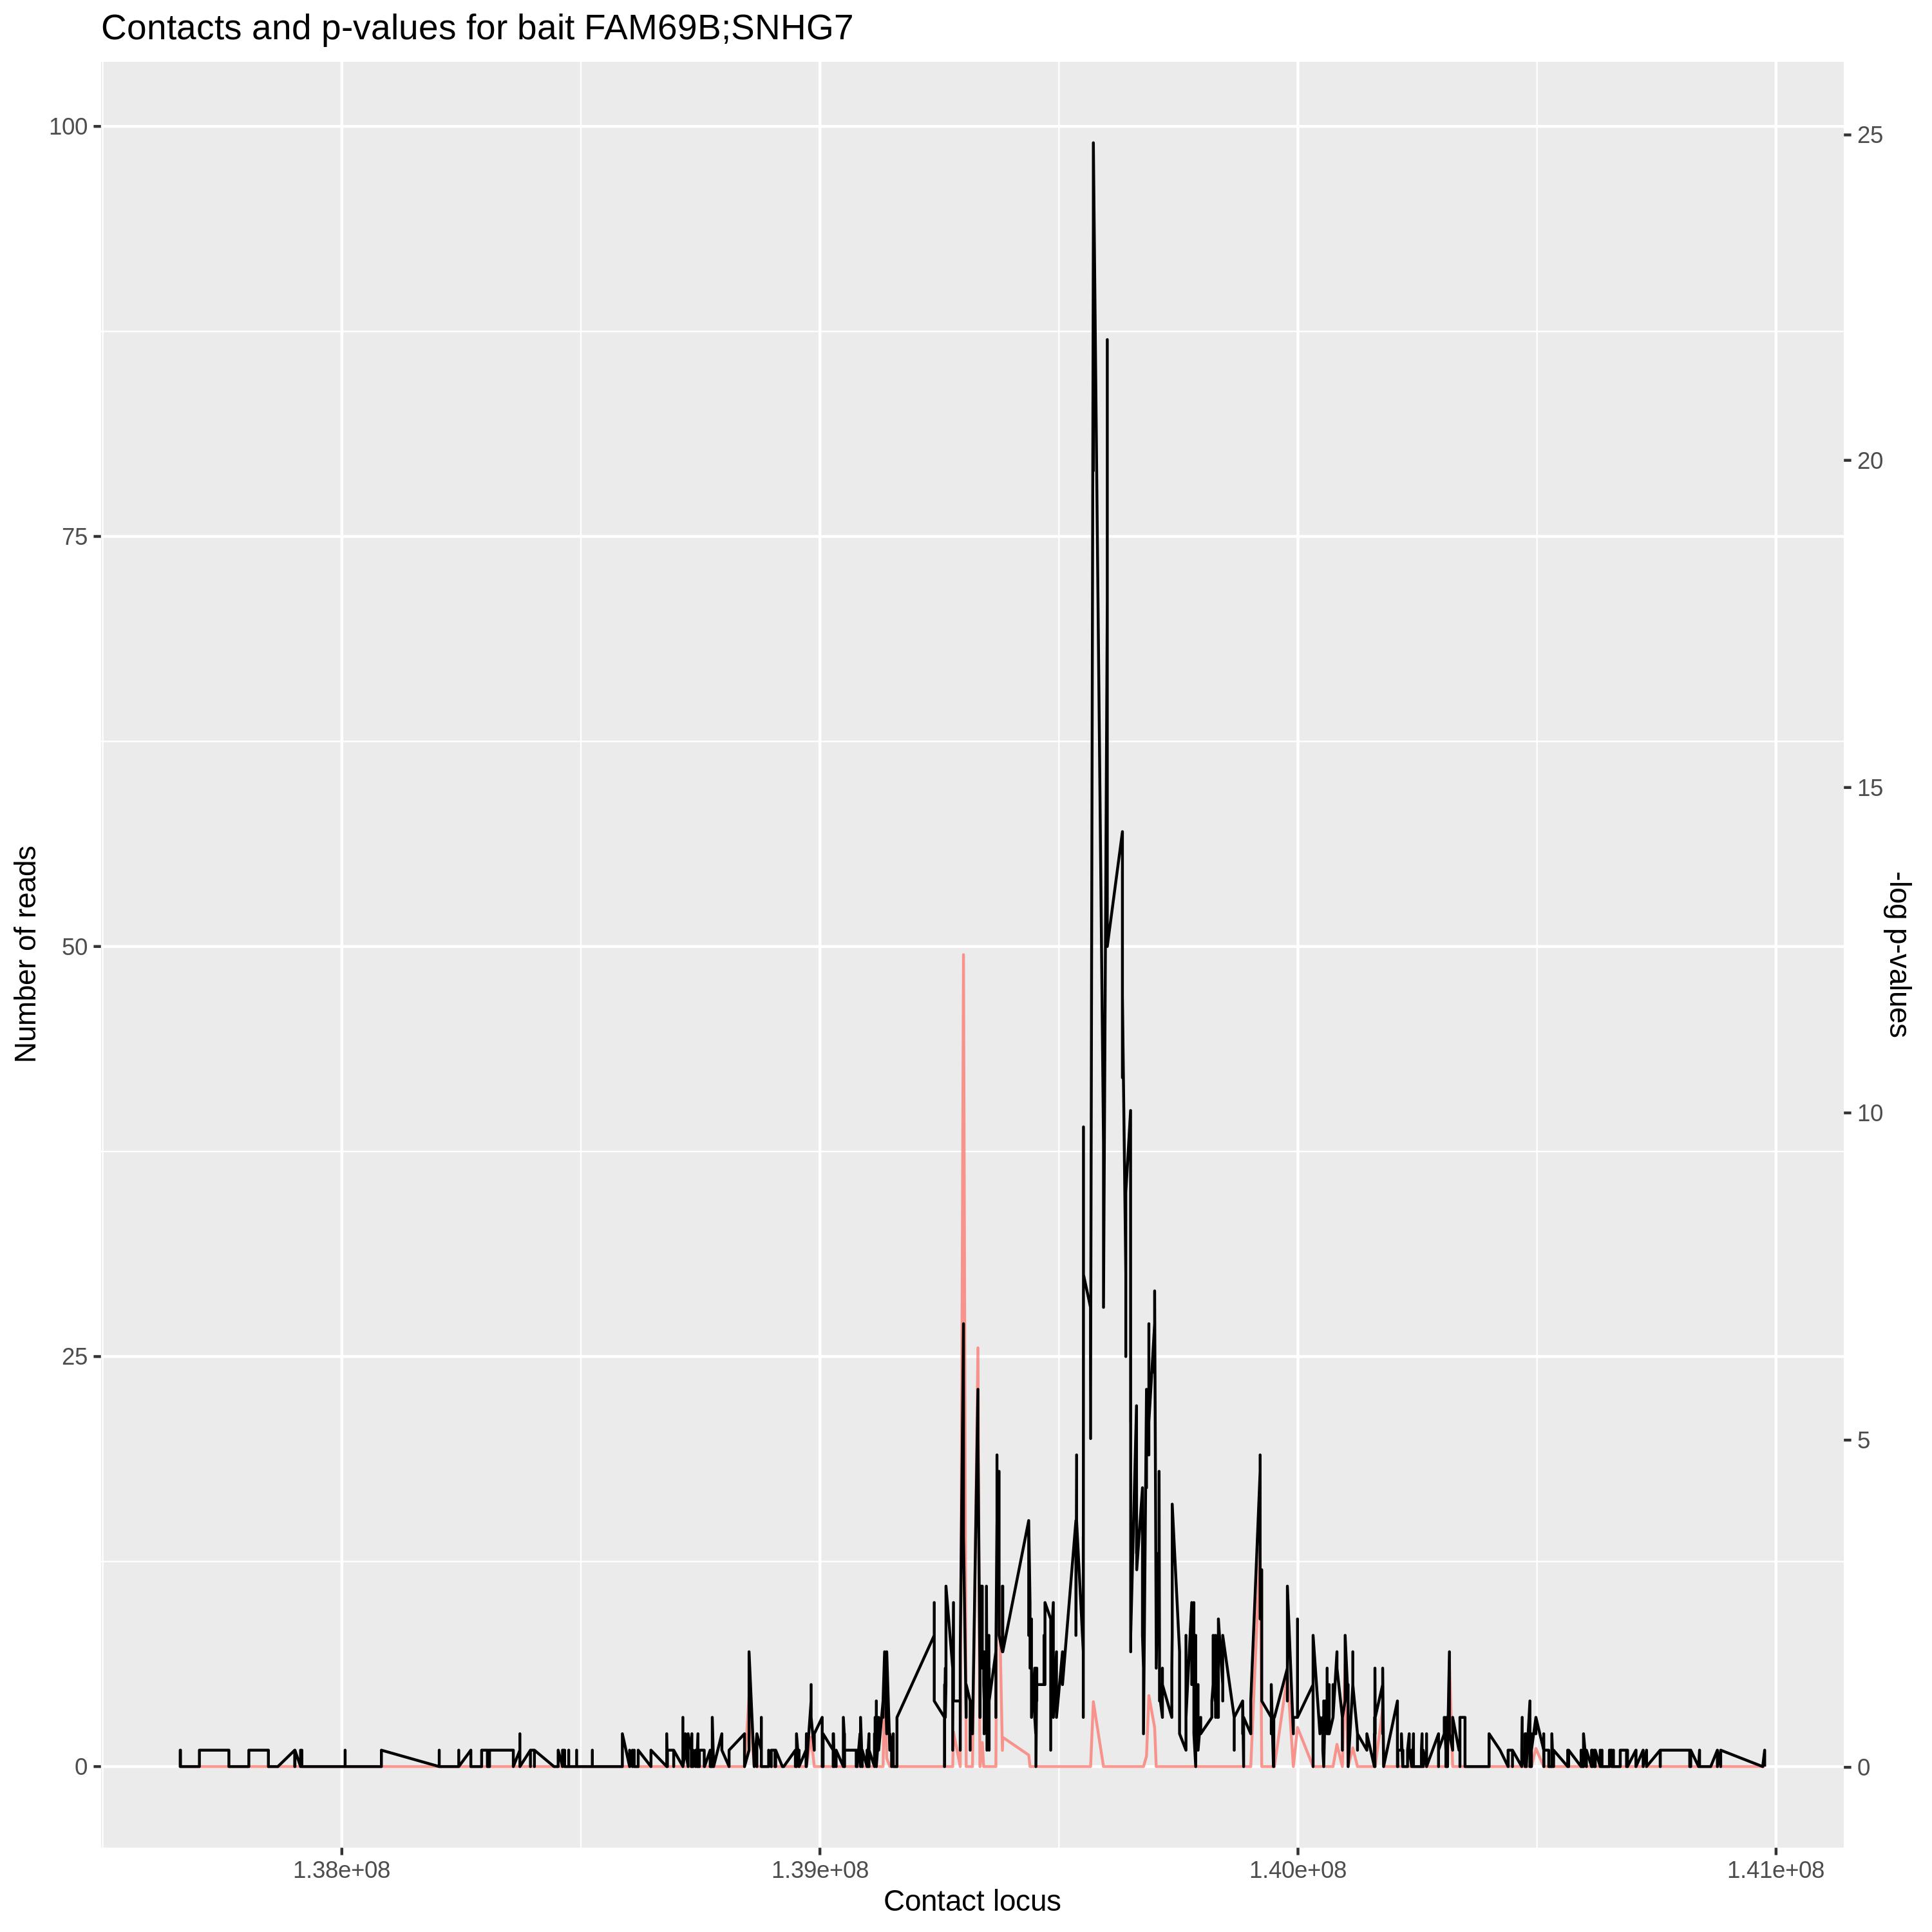 Contacts and p-values for bait FAM69B;SNHG7
100
75
50
25
0
Number of reads
25
20
15
10
5
0
-log p-values
1.38e+08
1.39e+08
1.40e+08
1.41e+08
Contact locus